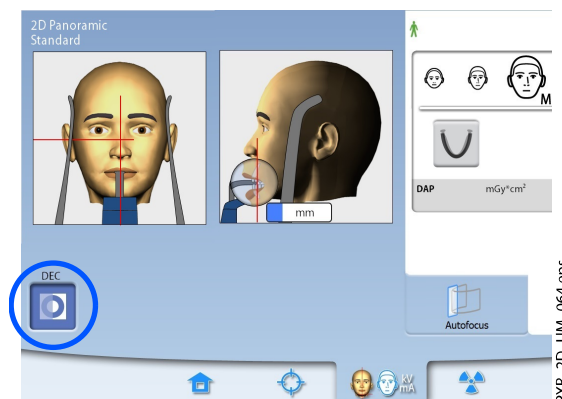 2D Panoramic
Standard
M
mm
DAP mGy*cm²
DEC
Autofocus
kV
mA